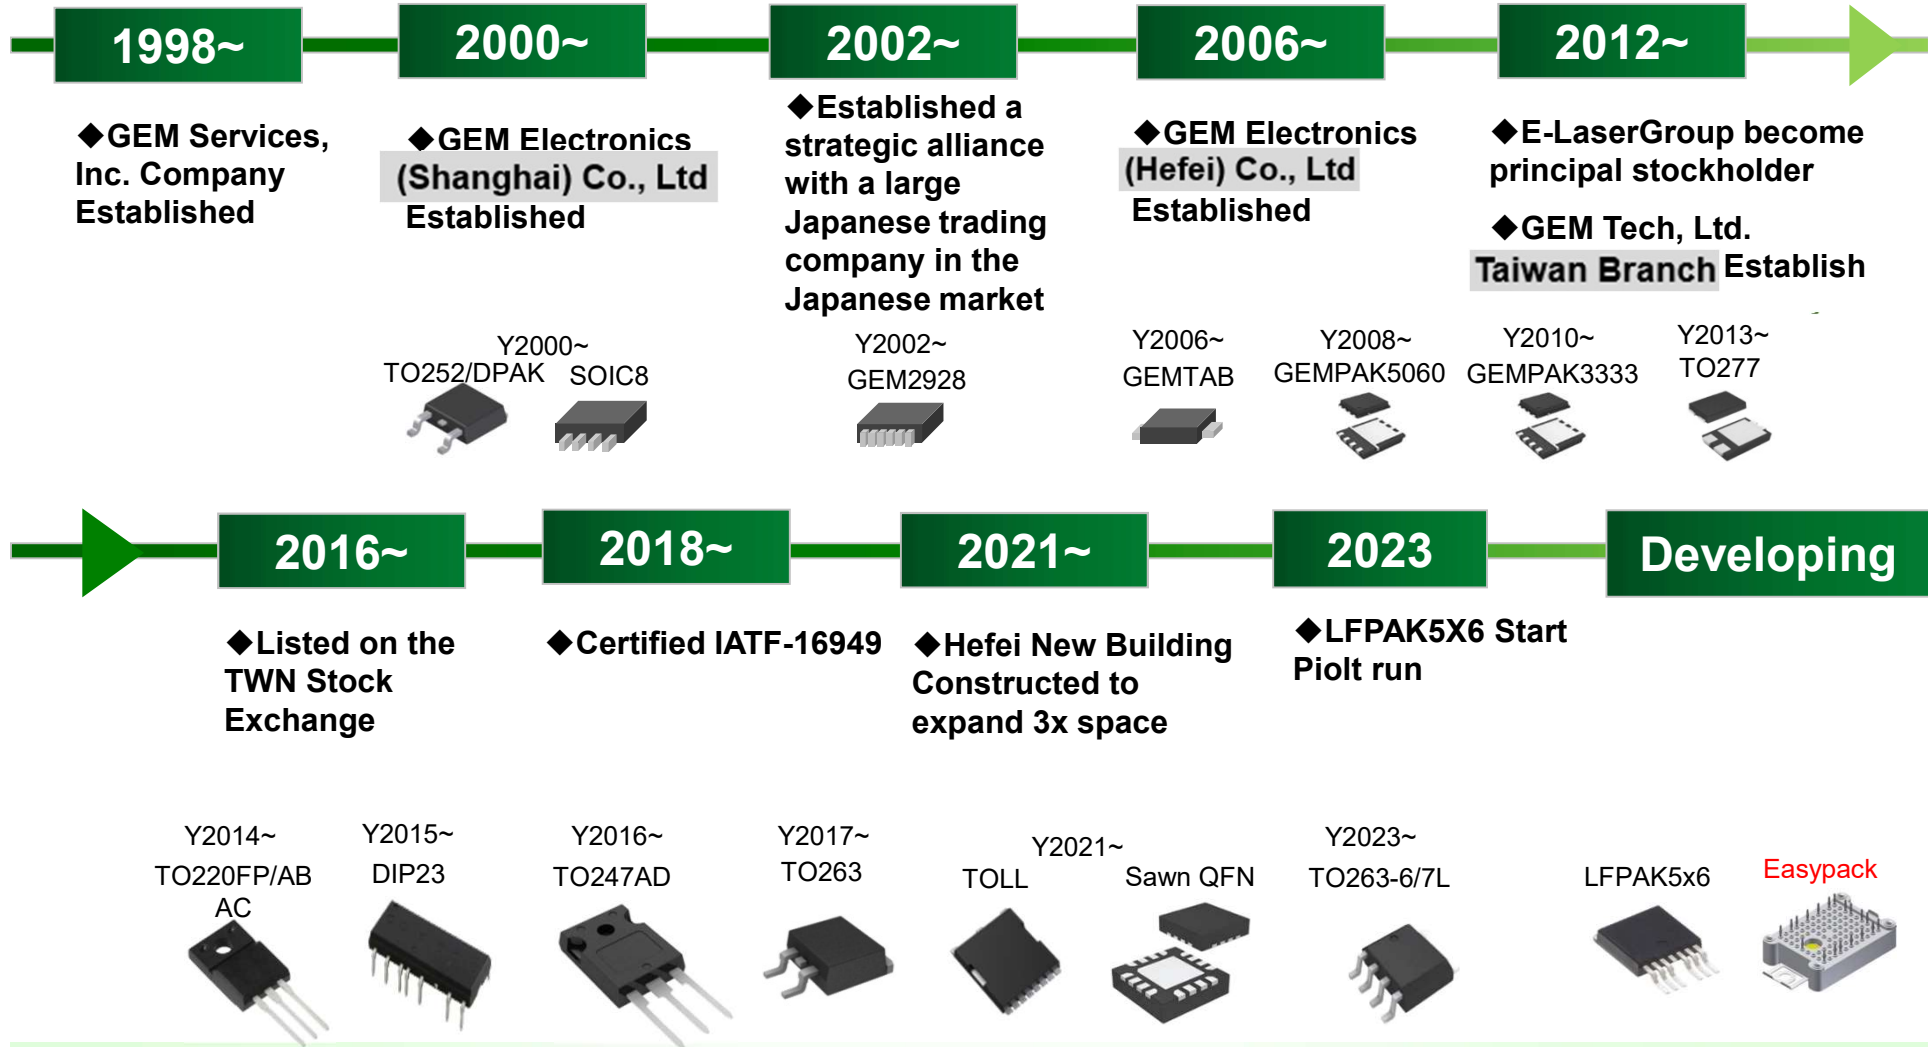 1998~
2000~
2002~
2006~
2012~
◆GEM Services,
Inc. Company
Established
◆GEM Electronics
(Shanghai) Co., Ltd
Established
◆Established a
strategic alliance
with a large
Japanese trading
company in the
Japanese market
◆GEM Electronics
(Hefei) Co., Ltd
Established
◆E-LaserGroup become
principal stockholder
◆GEM Tech, Ltd.
Taiwan Branch Establish
Y2000~
TO252/DPAK
SOIC8
Y2002~
GEM2928
Y2006~
GEMTAB
Y2008~
GEMPAK5060
Y2010~
GEMPAK3333
Y2013~
TO277
2016~
2018~
2021~
2023
Developing
◆Listed on the
TWN Stock
Exchange
◆Certified IATF-16949
◆Hefei New Building
Constructed to
expand 3x space
◆LFPAK5X6 Start
Piolt run
Y2014~
TO220FP/AB
AC
Y2015~
DIP23
Y2016~
TO247AD
Y2017~
TO263
Y2021~
TOLL
Sawn QFN
Y2023~
TO263-6/7L
LFPAK5x6
Easypack